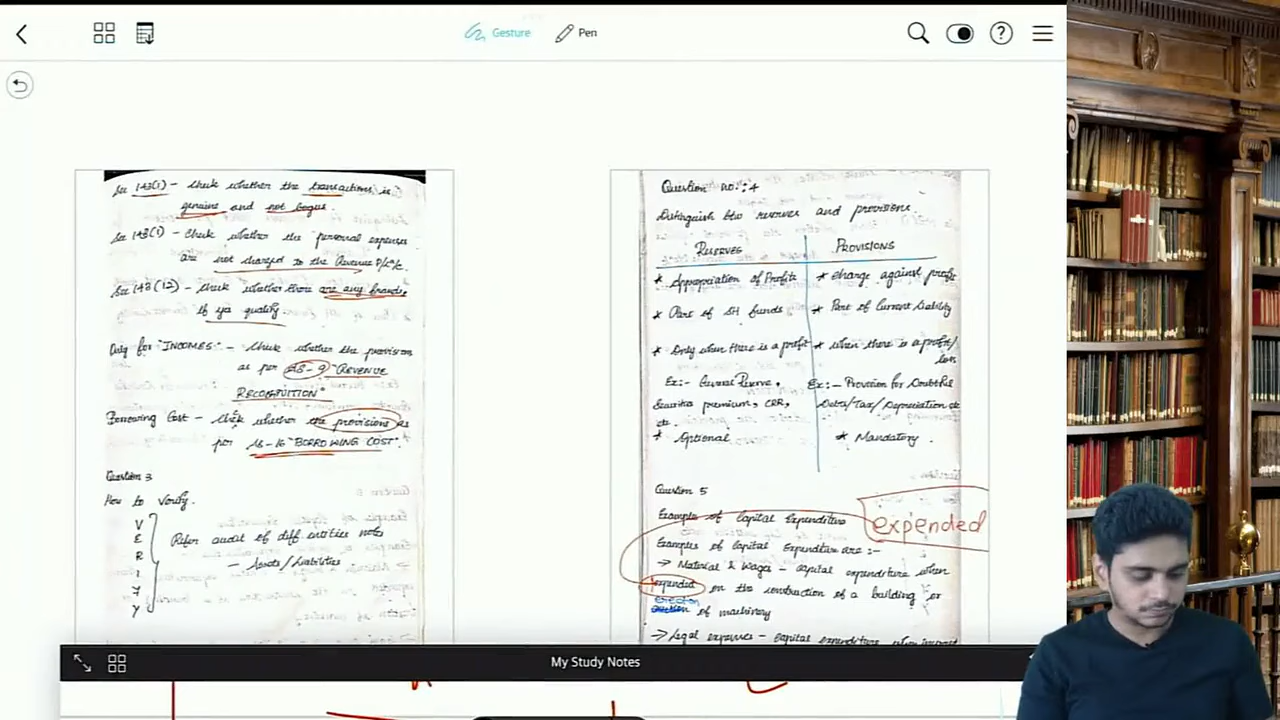 Gesture
Pen
Sec 143(1) - check whether the transactions is
genuine and not bogus.
Sec 143(1) - check whether the personal expenses
are not charged to the Revenue P/L A/c.
Sec 143(12) - check whether there are any frauds,
If ya qualify.
Only for "INCOMES" - check whether the provisions
as per AS-9 "REVENUE
RECOGNITION"
Borrowing Cost - check whether the provisions as
per AS-16 "BORROWING COST".
Question 3
How to verify.
V
E
R
I
F
Y
Refer audit of diff entities notes
- Assets/Liabilities
Question no:-4
Distinguish btw reserves and provisions.
RESERVES PROVISIONS
* Appropriation of Profits * charge against profit
* Part of SH funds * Part of Current Liability
* Only when there is a profit * when there is a profit/
loss
Ex:- General Reserve, Ex:- Provision for Doubtful
Securities premium, CRR, Debts/Tax/Depreciation etc
etc.
* Optional * Mandatory.
Question 5
Example of Capital Expenditure expended
Examples of Capital Expenditure are:-
→ Material & Wages - capital expenditure when
expended on the construction of a building or
erection of machinery
→ Legal expenses - capital expenditure when
My Study Notes